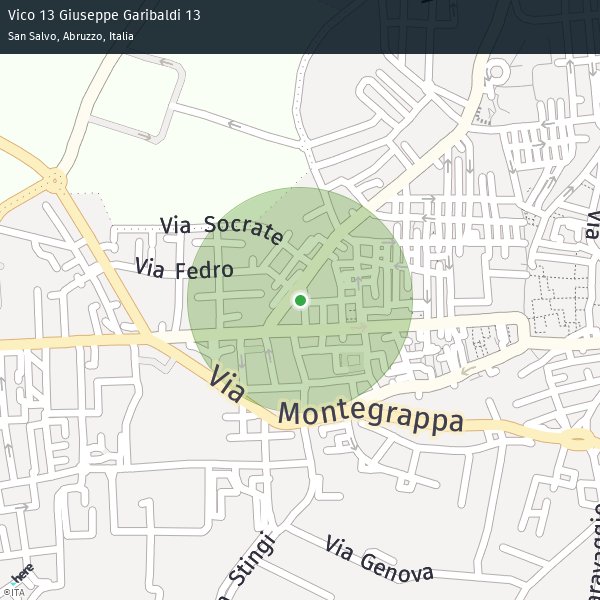 Vico 13 Giuseppe Garibaldi 13
San Salvo, Abruzzo, Italia
Via Socrate
Via Fedro
Via
Via
Montegrappa
Via Genova
Stingi
aravaggio
here
©ITA